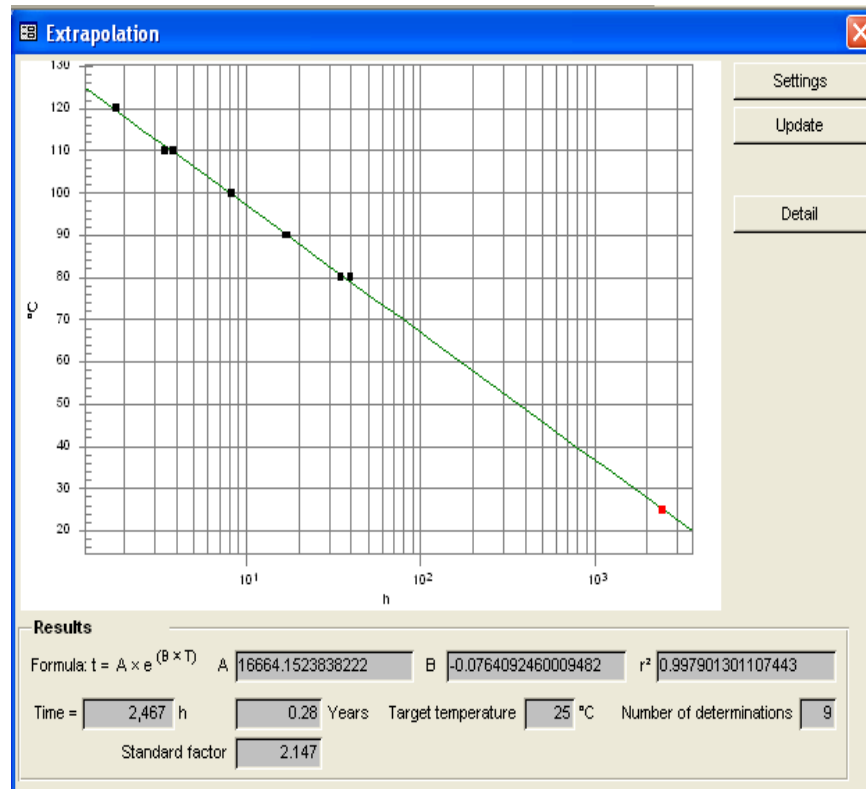 Extrapolation
Settings
Update
Detail
130
120
110
100
90
80
70
60
50
40
30
20
°C
10¹ 10² 10³
h
Results
Formula: t = A × e^(B × T) A 16664.1523838222 B -0.0764092460009482 r² 0.997901301107443
Time = 2,467 h 0.28 Years Target temperature 25 °C Number of determinations 9
Standard factor 2.147